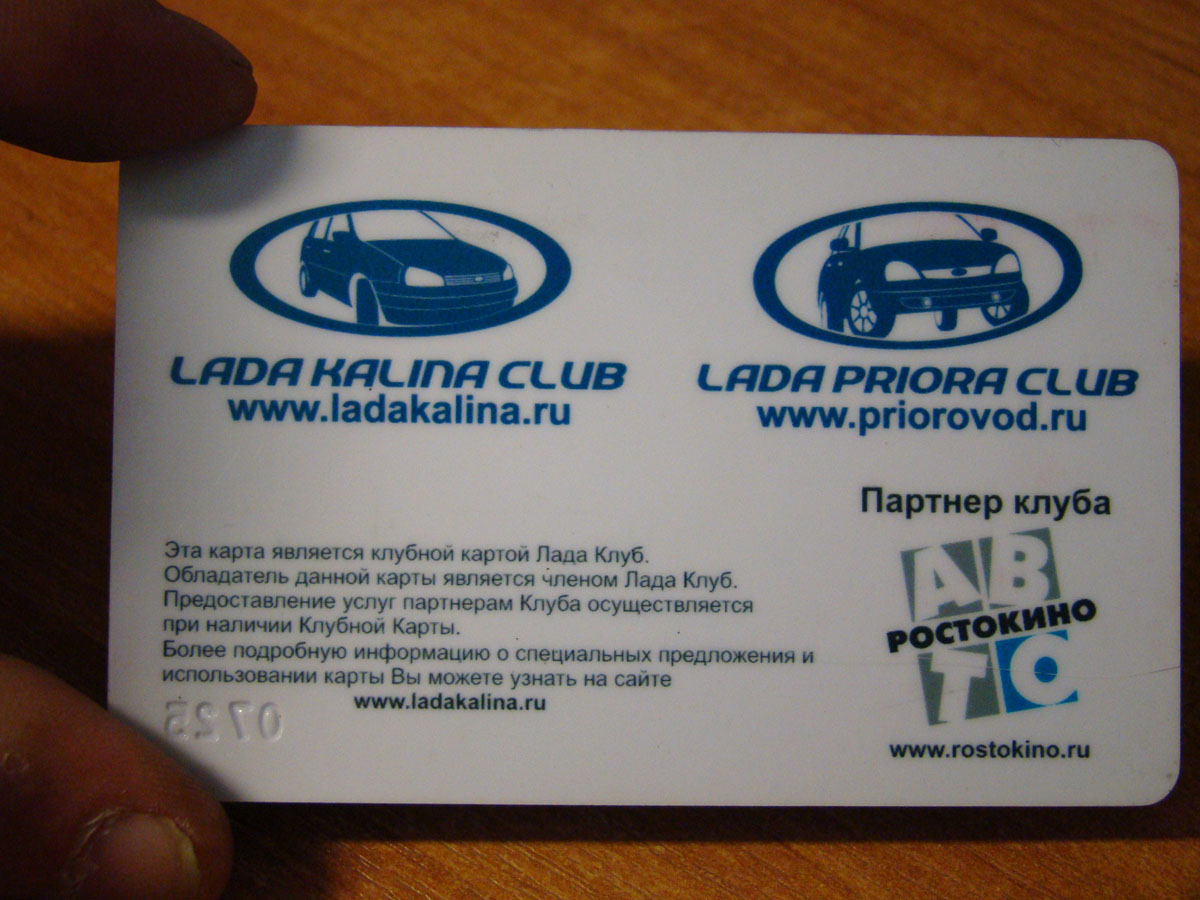 LADA KALINA CLUB
www.ladakalina.ru
LADA PRIORA CLUB
www.priorovod.ru
Партнер клуба
АВ
РОСТОКИНО
ТО
www.rostokino.ru
Эта карта является клубной картой Лада Клуб.
Обладатель данной карты является членом Лада Клуб.
Предоставление услуг партнерам Клуба осуществляется
при наличии Клубной Карты.
Более подробную информацию о специальных предложения и
использовании карты Вы можете узнать на сайте
www.ladakalina.ru
0725